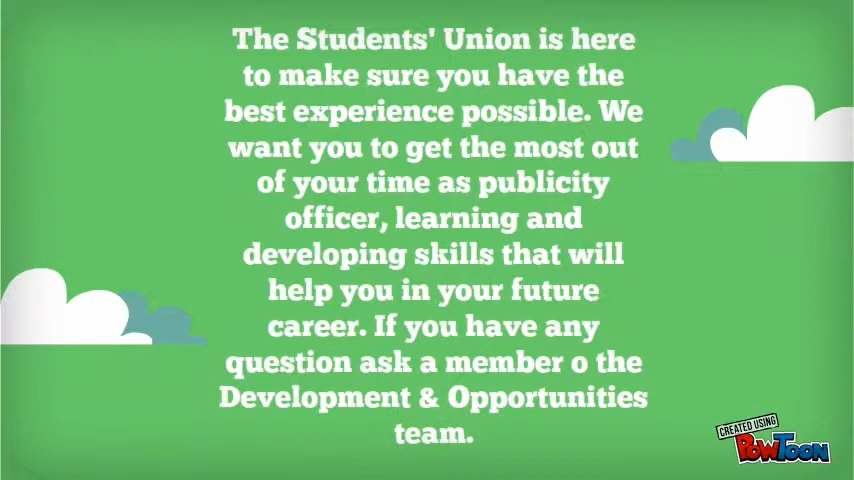 The Students' Union is here
to make sure you have the
best experience possible. We
want you to get the most out
of your time as publicity
officer, learning and
developing skills that will
help you in your future
career. If you have any
question ask a member o the
Development & Opportunities
team.
CREATED USING
POWTOON